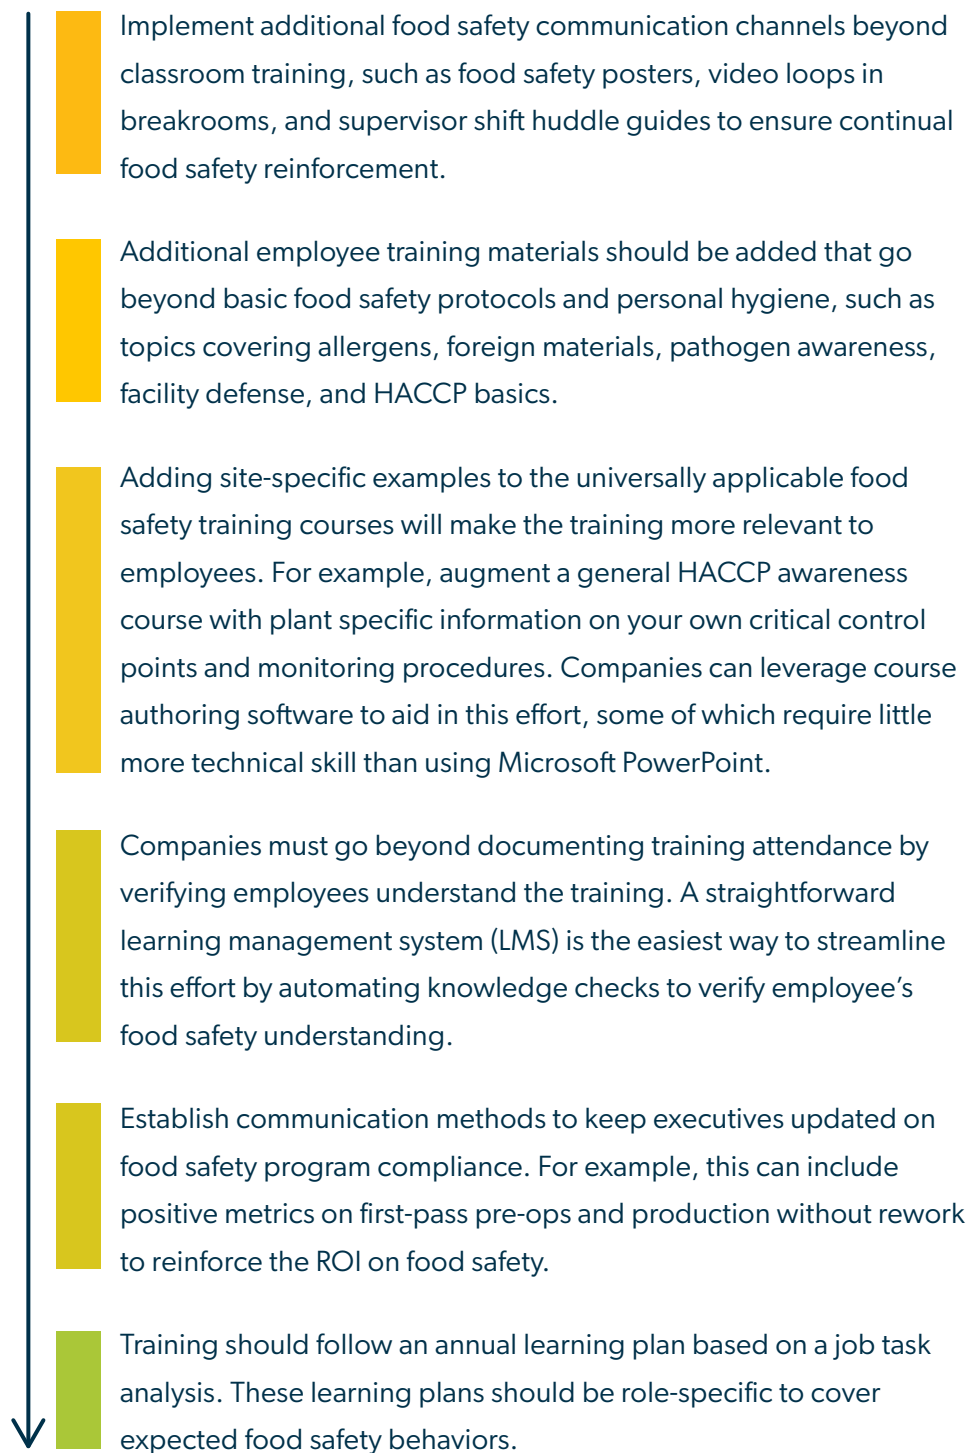 Implement additional food safety communication channels beyond
classroom training, such as food safety posters, video loops in
breakrooms, and supervisor shift huddle guides to ensure continual
food safety reinforcement.
Additional employee training materials should be added that go
beyond basic food safety protocols and personal hygiene, such as
topics covering allergens, foreign materials, pathogen awareness,
facility defense, and HACCP basics.
Adding site-specific examples to the universally applicable food
safety training courses will make the training more relevant to
employees. For example, augment a general HACCP awareness
course with plant specific information on your own critical control
points and monitoring procedures. Companies can leverage course
authoring software to aid in this effort, some of which require little
more technical skill than using Microsoft PowerPoint.
Companies must go beyond documenting training attendance by
verifying employees understand the training. A straightforward
learning management system (LMS) is the easiest way to streamline
this effort by automating knowledge checks to verify employee’s
food safety understanding.
Establish communication methods to keep executives updated on
food safety program compliance. For example, this can include
positive metrics on first-pass pre-ops and production without rework
to reinforce the ROI on food safety.
Training should follow an annual learning plan based on a job task
analysis. These learning plans should be role-specific to cover
expected food safety behaviors.